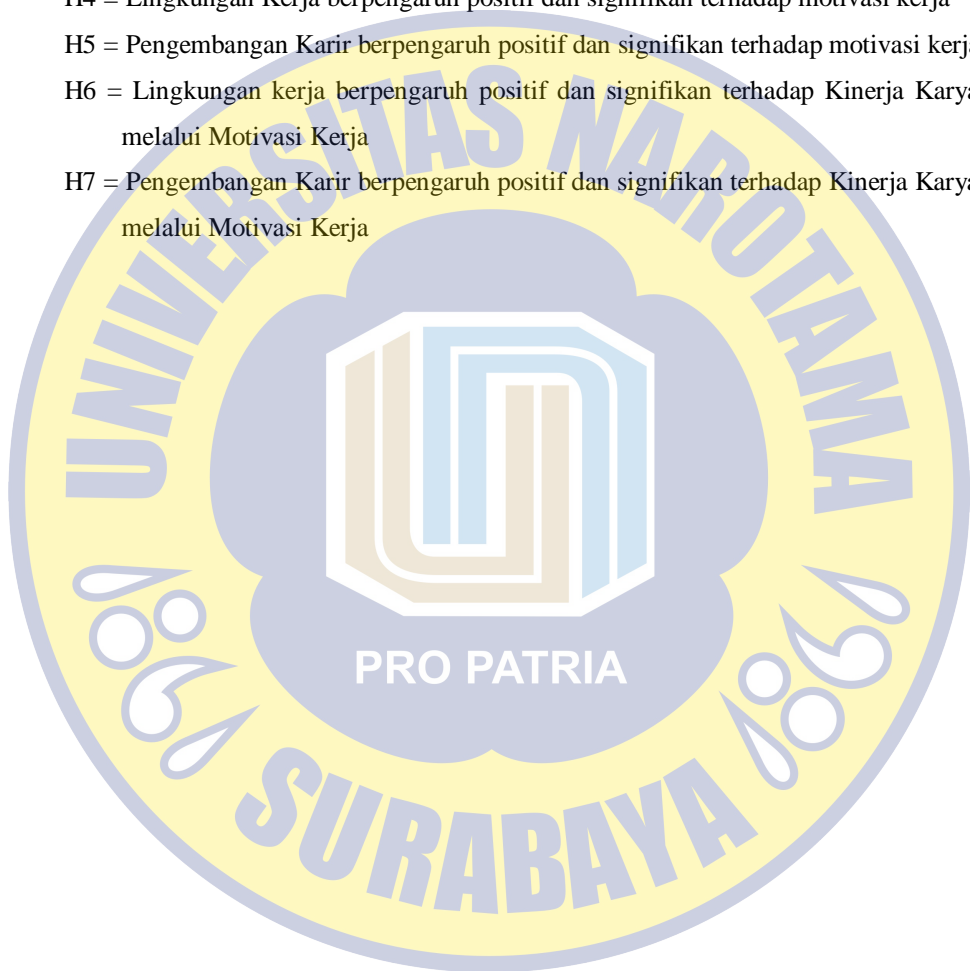 H4 = Lingkungan Kerja berpengaruh positif dan signifikan terhadap motivasi kerja
H5 = Pengembangan Karir berpengaruh positif dan signifikan terhadap motivasi kerja
H6 = Lingkungan kerja berpengaruh positif dan signifikan terhadap Kinerja Karya
melalui Motivasi Kerja
H7 = Pengembangan Karir berpengaruh positif dan signifikan terhadap Kinerja Karya
melalui Motivasi Kerja
UNIVERSITAS NAROTAMA
PRO PATRIA
SURABAYA